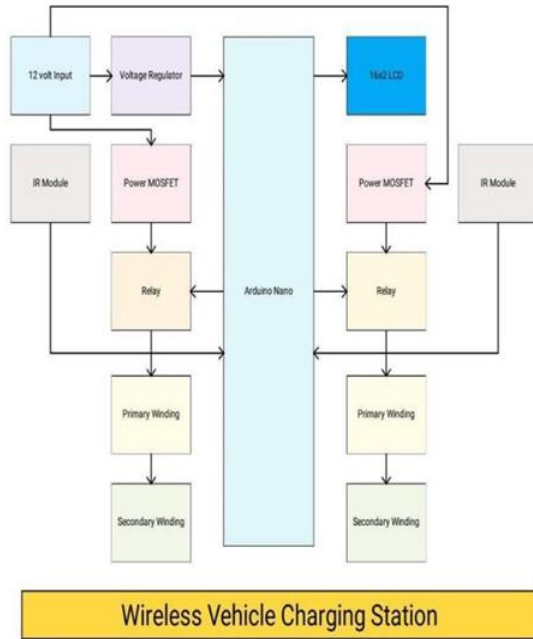 12 volt Input
Voltage Regulator
16x2 LCD
IR Module
Power MOSFET
Power MOSFET
IR Module
Relay
Arduino Nano
Relay
Primary Winding
Primary Winding
Secondary Winding
Secondary Winding
Wireless Vehicle Charging Station